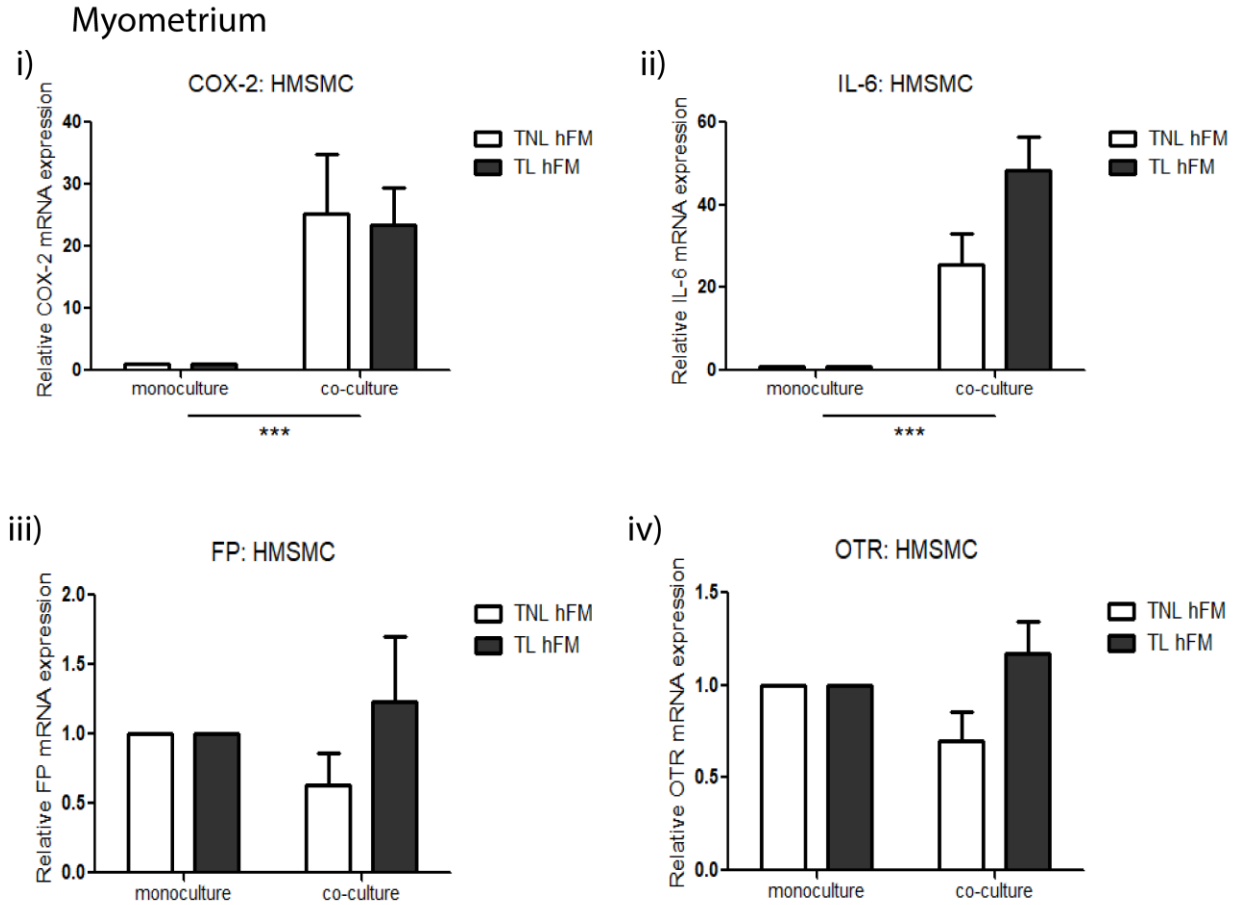 Myometrium
i)
COX-2: HMSMC
Relative COX-2 mRNA expression
40
30
20
10
0
monoculture
co-culture
***
TNL hFM
TL hFM
ii)
IL-6: HMSMC
Relative IL-6 mRNA expression
60
40
20
0
monoculture
co-culture
***
TNL hFM
TL hFM
iii)
FP: HMSMC
Relative FP mRNA expression
2.0
1.5
1.0
0.5
0.0
monoculture
co-culture
TNL hFM
TL hFM
iv)
OTR: HMSMC
Relative OTR mRNA expression
1.5
1.0
0.5
0.0
monoculture
co-culture
TNL hFM
TL hFM